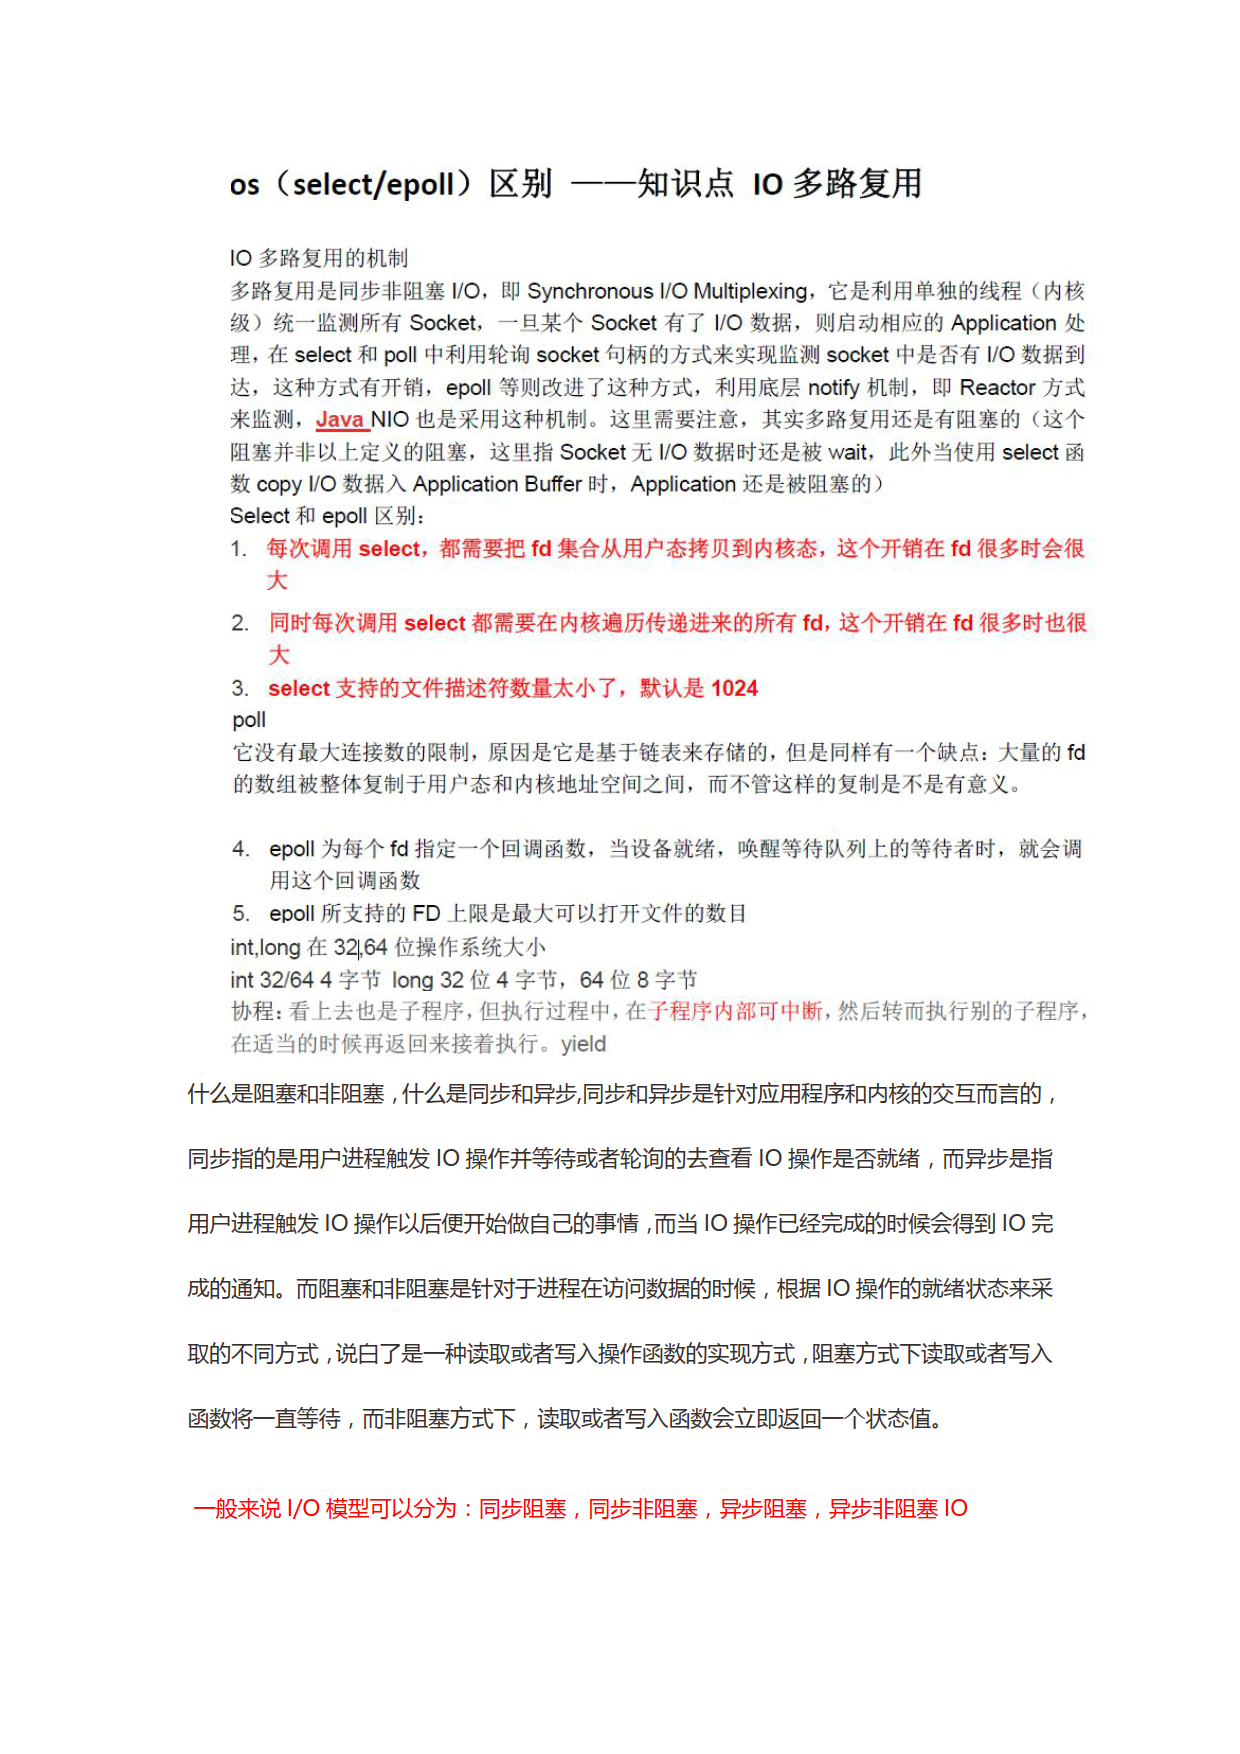 os（select/epoll）区别 ——知识点 IO 多路复用
IO 多路复用的机制
多路复用是同步非阻塞 I/O，即 Synchronous I/O Multiplexing，它是利用单独的线程（内核
级）统一监测所有 Socket，一旦某个 Socket 有了 I/O 数据，则启动相应的 Application 处
理，在 select 和 poll 中利用轮询 socket 句柄的方式来实现监测 socket 中是否有 I/O 数据到
达，这种方式有开销，epoll 等则改进了这种方式，利用底层 notify 机制，即 Reactor 方式
来监测，Java NIO 也是采用这种机制。这里需要注意，其实多路复用还是有阻塞的（这个
阻塞并非以上定义的阻塞，这里指 Socket 无 I/O 数据时还是被 wait，此外当使用 select 函
数 copy I/O 数据入 Application Buffer 时，Application 还是被阻塞的）
Select 和 epoll 区别：
1. 每次调用 select，都需要把 fd 集合从用户态拷贝到内核态，这个开销在 fd 很多时会很
大
2. 同时每次调用 select 都需要在内核遍历传递进来的所有 fd，这个开销在 fd 很多时也很
大
3. select 支持的文件描述符数量太小了，默认是 1024
poll
它没有最大连接数的限制，原因是它是基于链表来存储的，但是同样有一个缺点：大量的 fd
的数组被整体复制于用户态和内核地址空间之间，而不管这样的复制是不是有意义。
4. epoll 为每个 fd 指定一个回调函数，当设备就绪，唤醒等待队列上的等待者时，就会调
用这个回调函数
5. epoll 所支持的 FD 上限是最大可以打开文件的数目
int,long 在 32,64 位操作系统大小
int 32/64 4 字节 long 32 位 4 字节，64 位 8 字节
协程：看上去也是子程序，但执行过程中，在子程序内部可中断，然后转而执行别的子程序，
在适当的时候再返回来接着执行。yield
什么是阻塞和非阻塞，什么是同步和异步,同步和异步是针对应用程序和内核的交互而言的，
同步指的是用户进程触发 IO 操作并等待或者轮询的去查看 IO 操作是否就绪，而异步是指
用户进程触发 IO 操作以后便开始做自己的事情，而当 IO 操作已经完成的时候会得到 IO 完
成的通知。而阻塞和非阻塞是针对于进程在访问数据的时候，根据 IO 操作的就绪状态来采
取的不同方式，说白了是一种读取或者写入操作函数的实现方式，阻塞方式下读取或者写入
函数将一直等待，而非阻塞方式下，读取或者写入函数会立即返回一个状态值。
一般来说 I/O 模型可以分为：同步阻塞，同步非阻塞，异步阻塞，异步非阻塞 IO